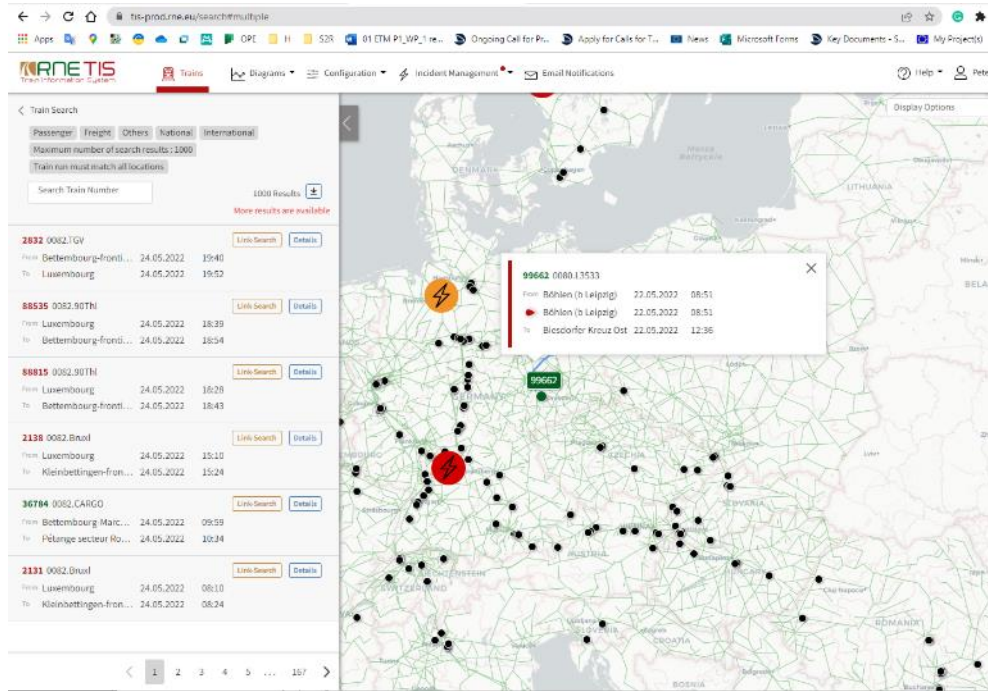 tis-prod.rne.eu/search#multiple
Apps OPE H S2R 01 ETM P1_WP_1 re... Ongoing Call for Pr... Apply for Calls for T... News Microsoft Forms Key Documents - S... My Project(s)
RNE TIS
Train Information System
Trains Diagrams Configuration Incident Management Email Notifications Help Pete
Train Search
Passenger Freight Others National International
Maximum number of search results : 1000
Train run must match all locations
Search Train Number
1000 Results
More results are available
2832 0082.TGV Link-Search Details
From Bettembourg-fronti... 24.05.2022 19:40
To Luxembourg 24.05.2022 19:52
88535 0082.90Thl Link-Search Details
From Luxembourg 24.05.2022 18:39
To Bettembourg-fronti... 24.05.2022 18:54
88815 0082.90Thl Link-Search Details
From Luxembourg 24.05.2022 18:28
To Bettembourg-fronti... 24.05.2022 18:43
2138 0082.Bruxl Link-Search Details
From Luxembourg 24.05.2022 15:10
To Kleinbettingen-fron... 24.05.2022 15:24
36784 0082.CARGO Link-Search Details
From Bettembourg-Marc... 24.05.2022 09:59
To Pétange secteur Ro... 24.05.2022 10:34
2131 0082.Bruxl Link-Search Details
From Luxembourg 24.05.2022 08:10
To Kleinbettingen-fron... 24.05.2022 08:24
1 2 3 4 5 ... 167
Display Options
DENMARK
LITHUANIA
BELA
99662 0080.L3533
From Böhlen (b Leipzig) 22.05.2022 08:51
Böhlen (b Leipzig) 22.05.2022 08:51
To Biesdorfer Kreuz Ost 22.05.2022 12:36
99662
GERMANY
CZECHIA
SLOVAKIA
AUSTRIA
LIECHTENSTEIN
SWITZERLAND
HUNGARY
SLOVENIA
CROATIA
ROMANIA
BOSNIA